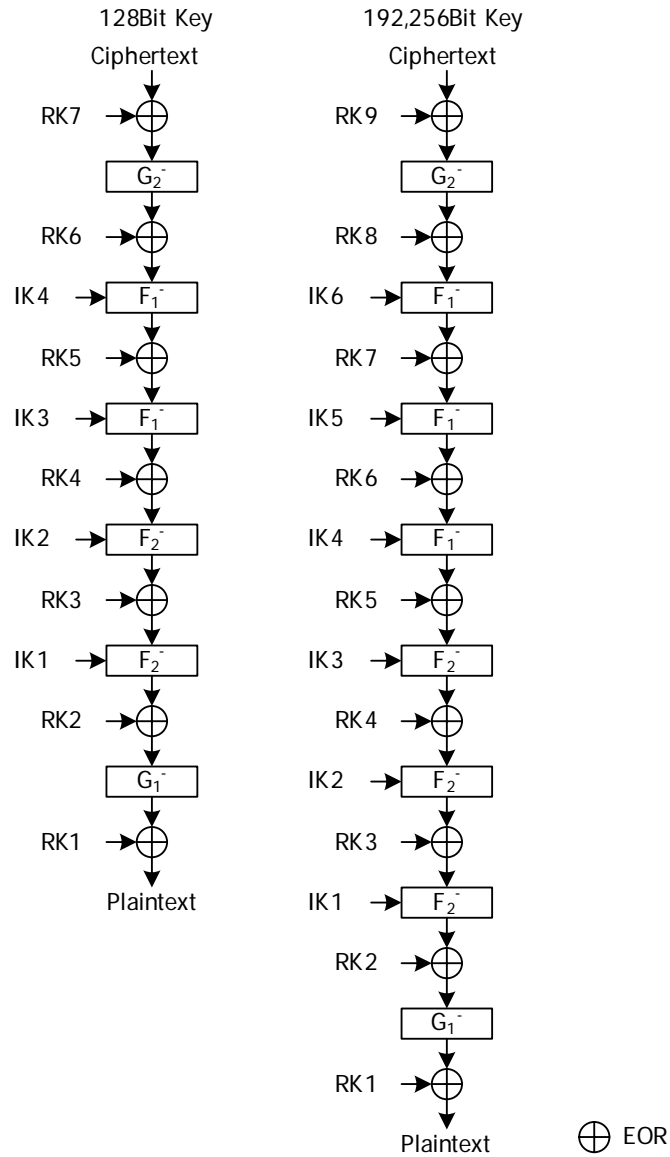 128Bit Key
Ciphertext
RK7
G₂⁻
RK6
IK4
F₁⁻
RK5
IK3
F₁⁻
RK4
IK2
F₂⁻
RK3
IK1
F₂⁻
RK2
G₁⁻
RK1
Plaintext
192,256Bit Key
Ciphertext
RK9
G₂⁻
RK8
IK6
F₁⁻
RK7
IK5
F₁⁻
RK6
IK4
F₁⁻
RK5
IK3
F₂⁻
RK4
IK2
F₂⁻
RK3
IK1
F₂⁻
RK2
G₁⁻
RK1
Plaintext
EOR